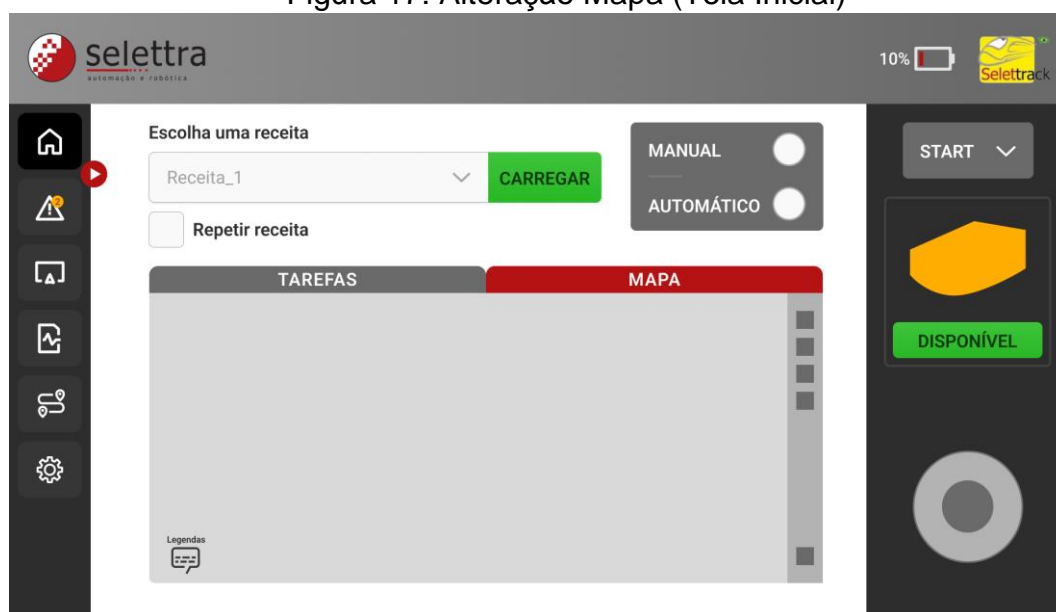 Figura 17: Alteração Mapa (Tela Inicial)
selettra
automação e robótica
10%
Selettrack
Escolha uma receita
Receita_1
CARREGAR
Repetir receita
MANUAL
AUTOMÁTICO
START
2
TAREFAS
MAPA
DISPONÍVEL
Legendas